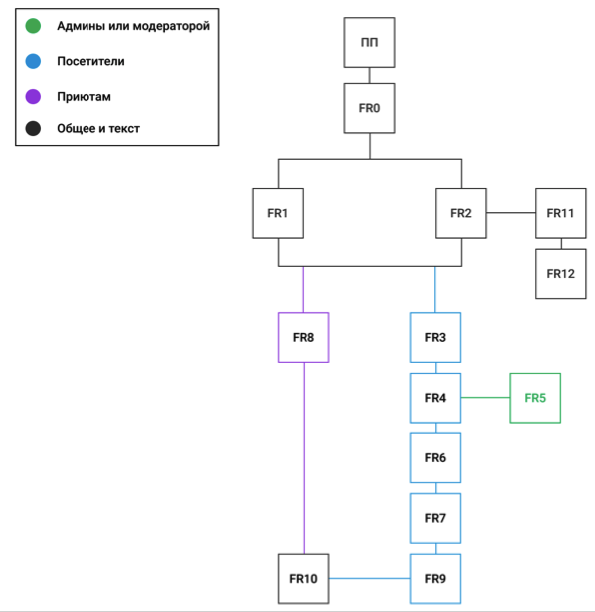 Админы или модераторой
Посетители
Приютам
Общее и текст
ПП
FR0
FR1
FR2
FR11
FR12
FR8
FR3
FR4
FR5
FR6
FR7
FR10
FR9